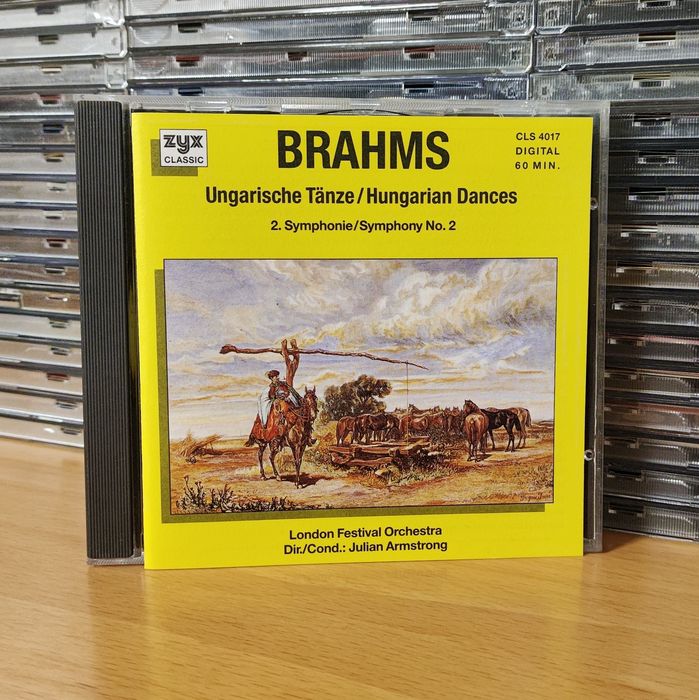 zyx
CLASSIC
BRAHMS
CLS 4017
DIGITAL
60 MIN.
Ungarische Tänze/Hungarian Dances
2. Symphonie/Symphony No. 2
London Festival Orchestra
Dir./Cond.: Julian Armstrong